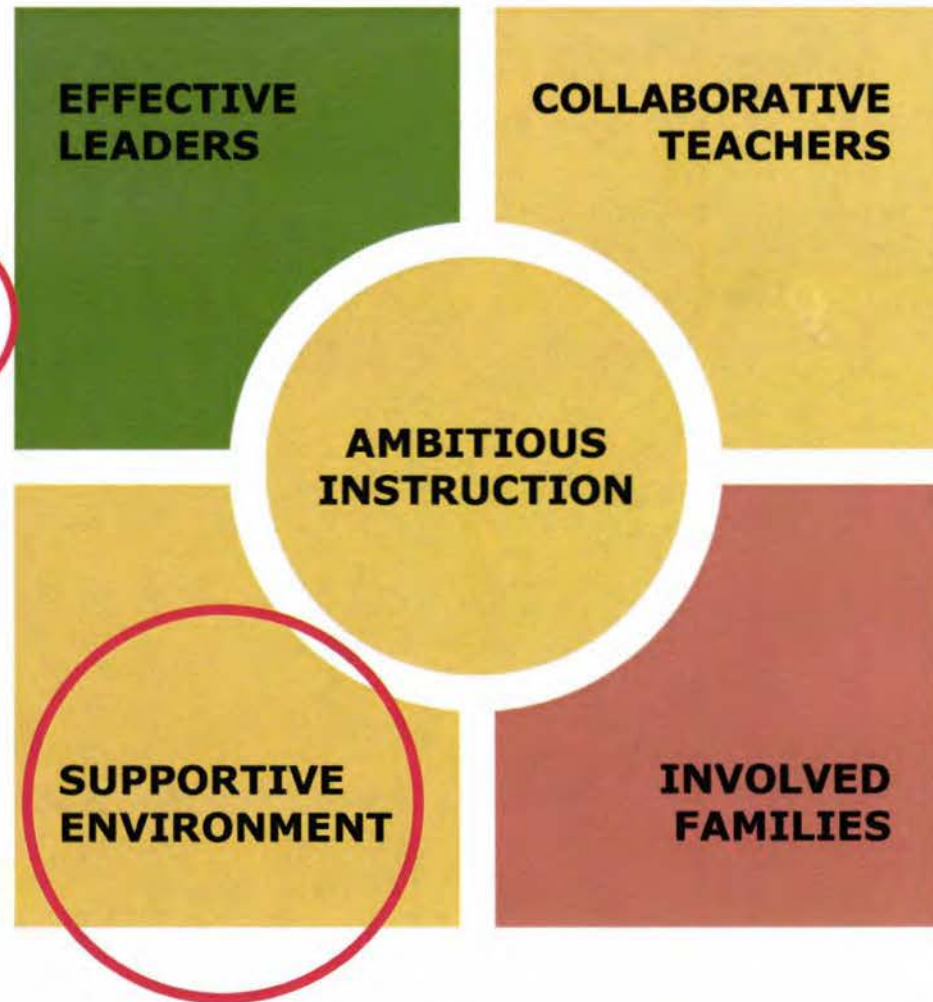 EFFECTIVE
LEADERS
COLLABORATIVE
TEACHERS
AMBITIOUS
INSTRUCTION
SUPPORTIVE
ENVIRONMENT
INVOLVED
FAMILIES